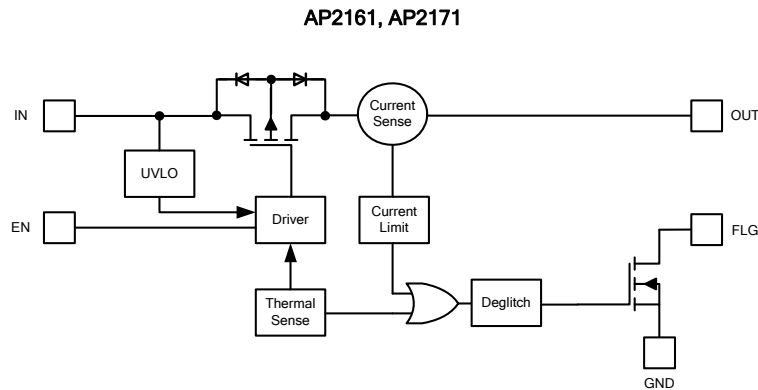 AP2161, AP2171
IN
Current
Sense
OUT
UVLO
EN
Driver
Current
Limit
FLG
Thermal
Sense
Deglitch
GND